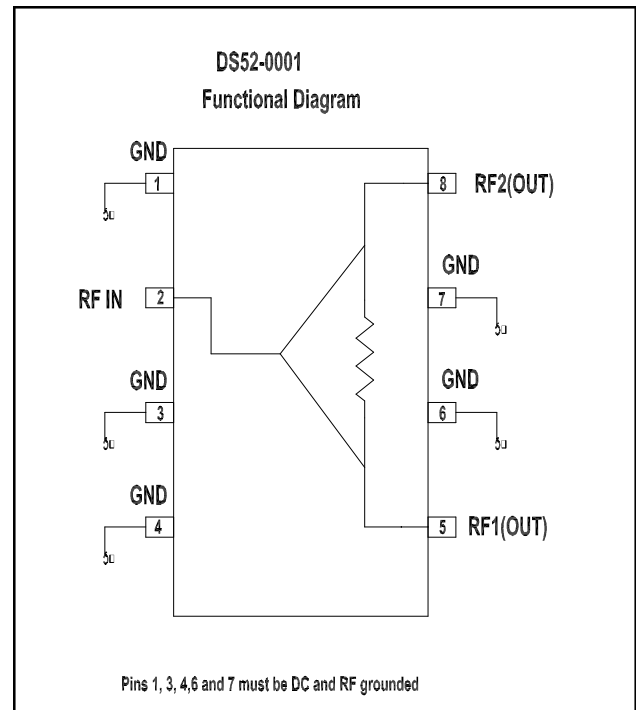 DS52-0001
Functional Diagram
GND
1
8 RF2(OUT)
GND
RF IN 2
7
GND
GND
3
6
GND
4
5 RF1(OUT)
Pins 1, 3, 4,6 and 7 must be DC and RF grounded